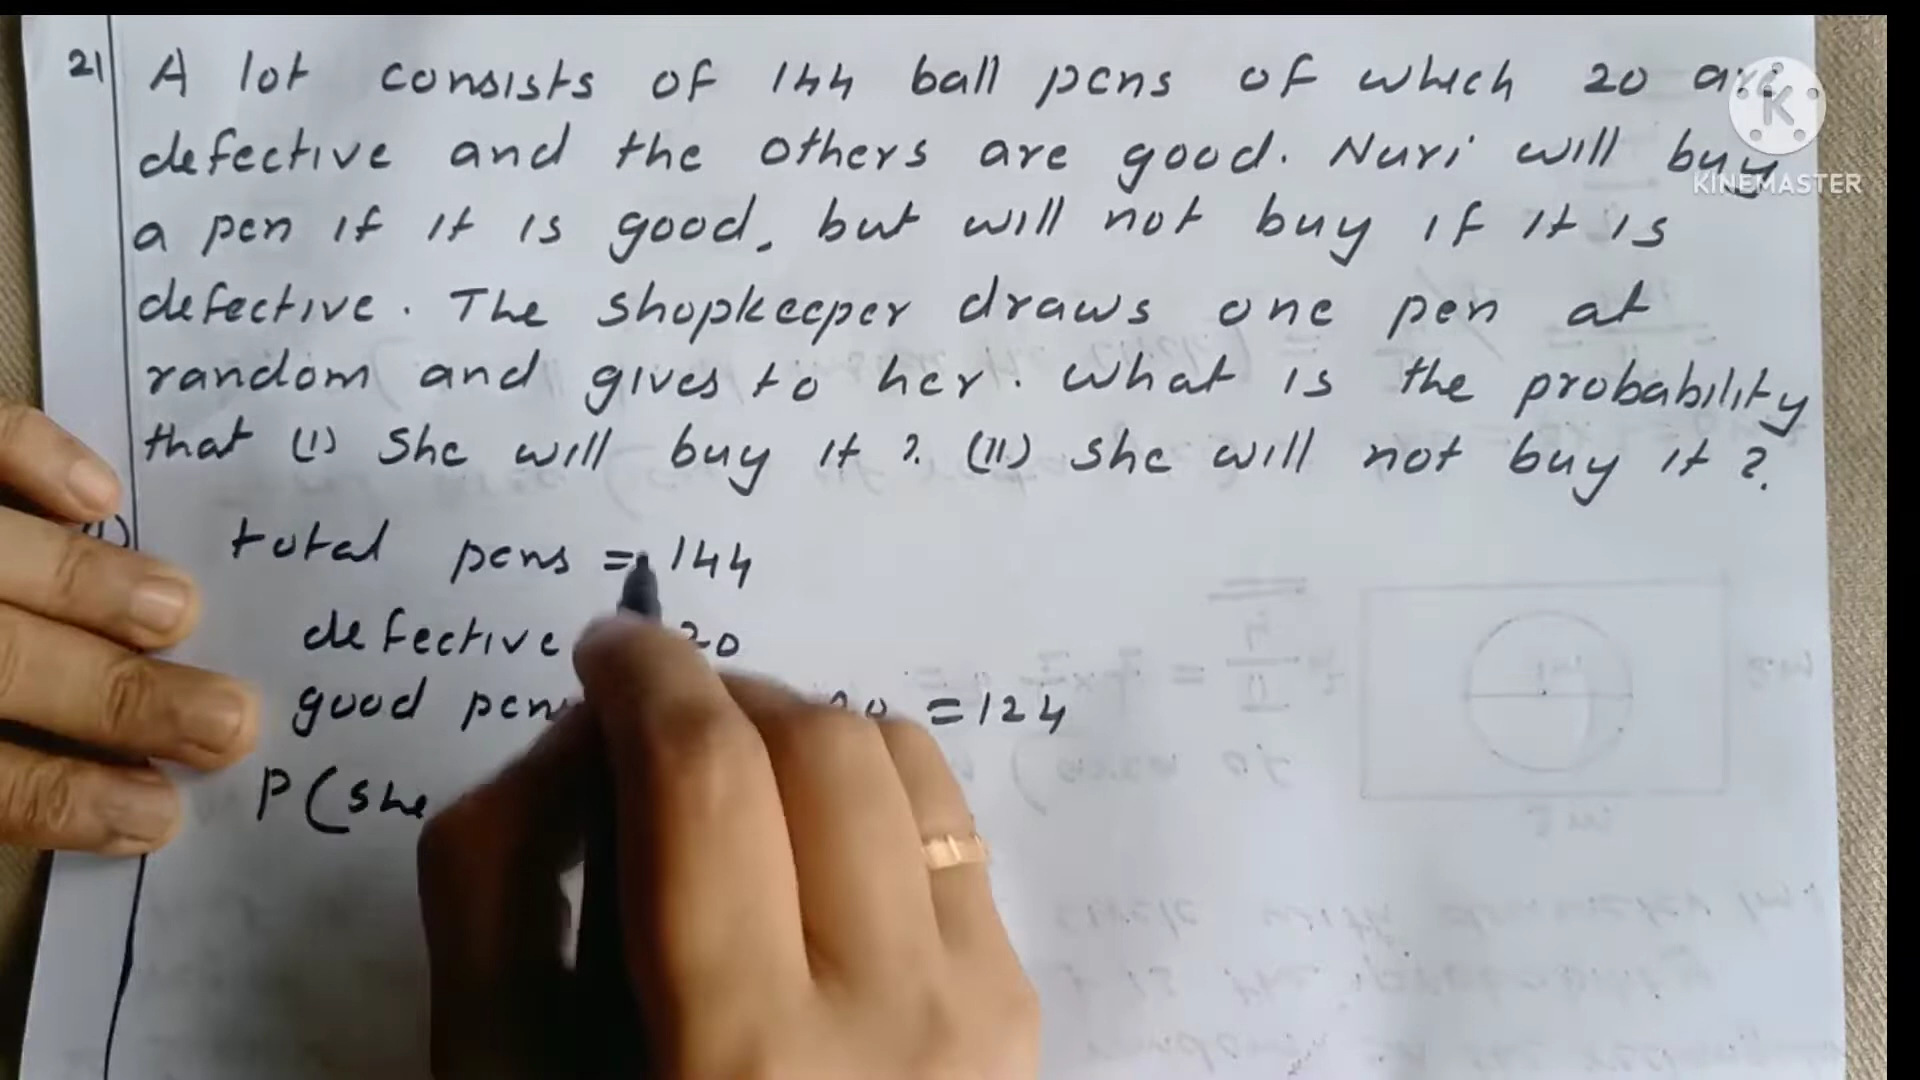 21) A lot consists of 144 ball pens of which 20 are
defective and the others are good. Nuri will buy
a pen if it is good, but will not buy if it is
defective. The shopkeeper draws one pen at
random and gives to her. What is the probability
that (i) She will buy it? (ii) she will not buy it?
total pens = 144
defective 20
good pen 20 = 124
P(she
K
KINEMASTER